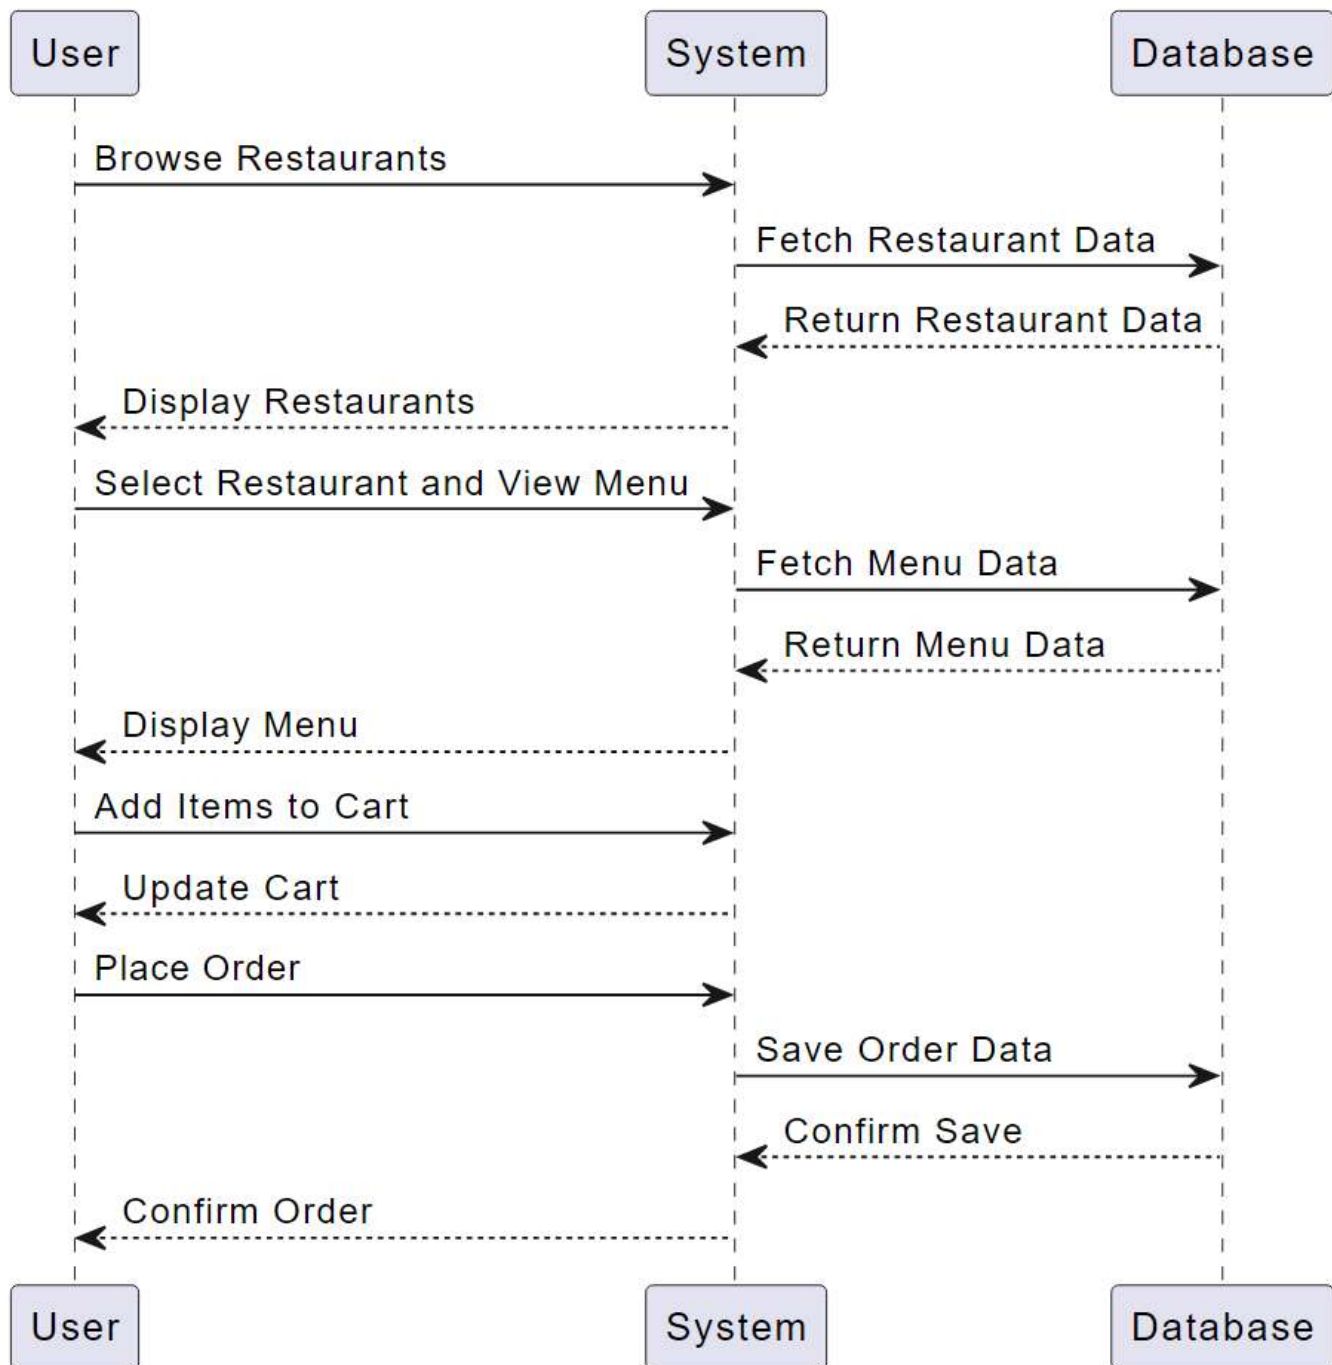 User
System
Database
Browse Restaurants
Fetch Restaurant Data
Return Restaurant Data
Display Restaurants
Select Restaurant and View Menu
Fetch Menu Data
Return Menu Data
Display Menu
Add Items to Cart
Update Cart
Place Order
Save Order Data
Confirm Save
Confirm Order
User
System
Database